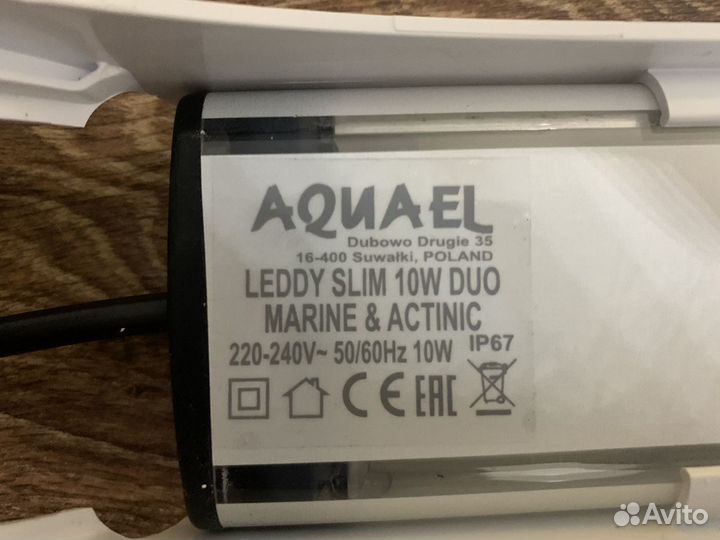 AQUAEL
Dubowo Drugie 35
16-400 Suwałki, POLAND
LEDDY SLIM 10W DUO
MARINE & ACTINIC
220-240V~ 50/60Hz 10W IP67
CE EAC
Avito